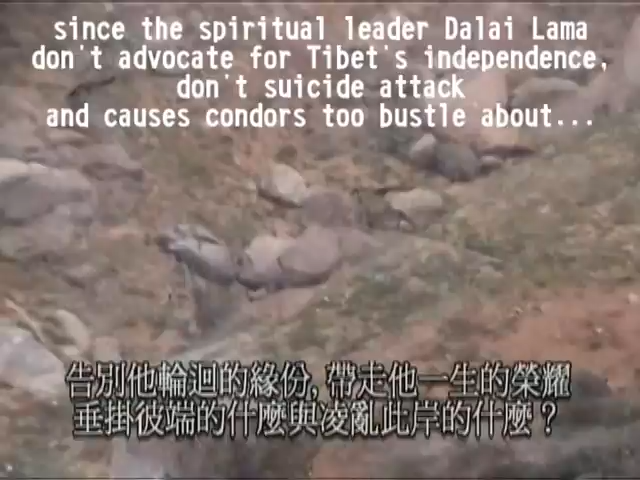 since the spiritual leader Dalai Lama
don't advocate for Tibet's independence,
don't suicide attack
and causes condors too bustle about...
告別他輪迴的緣份,帶走他一生的榮耀
垂掛彼端的什麼與凌亂此岸的什麼？